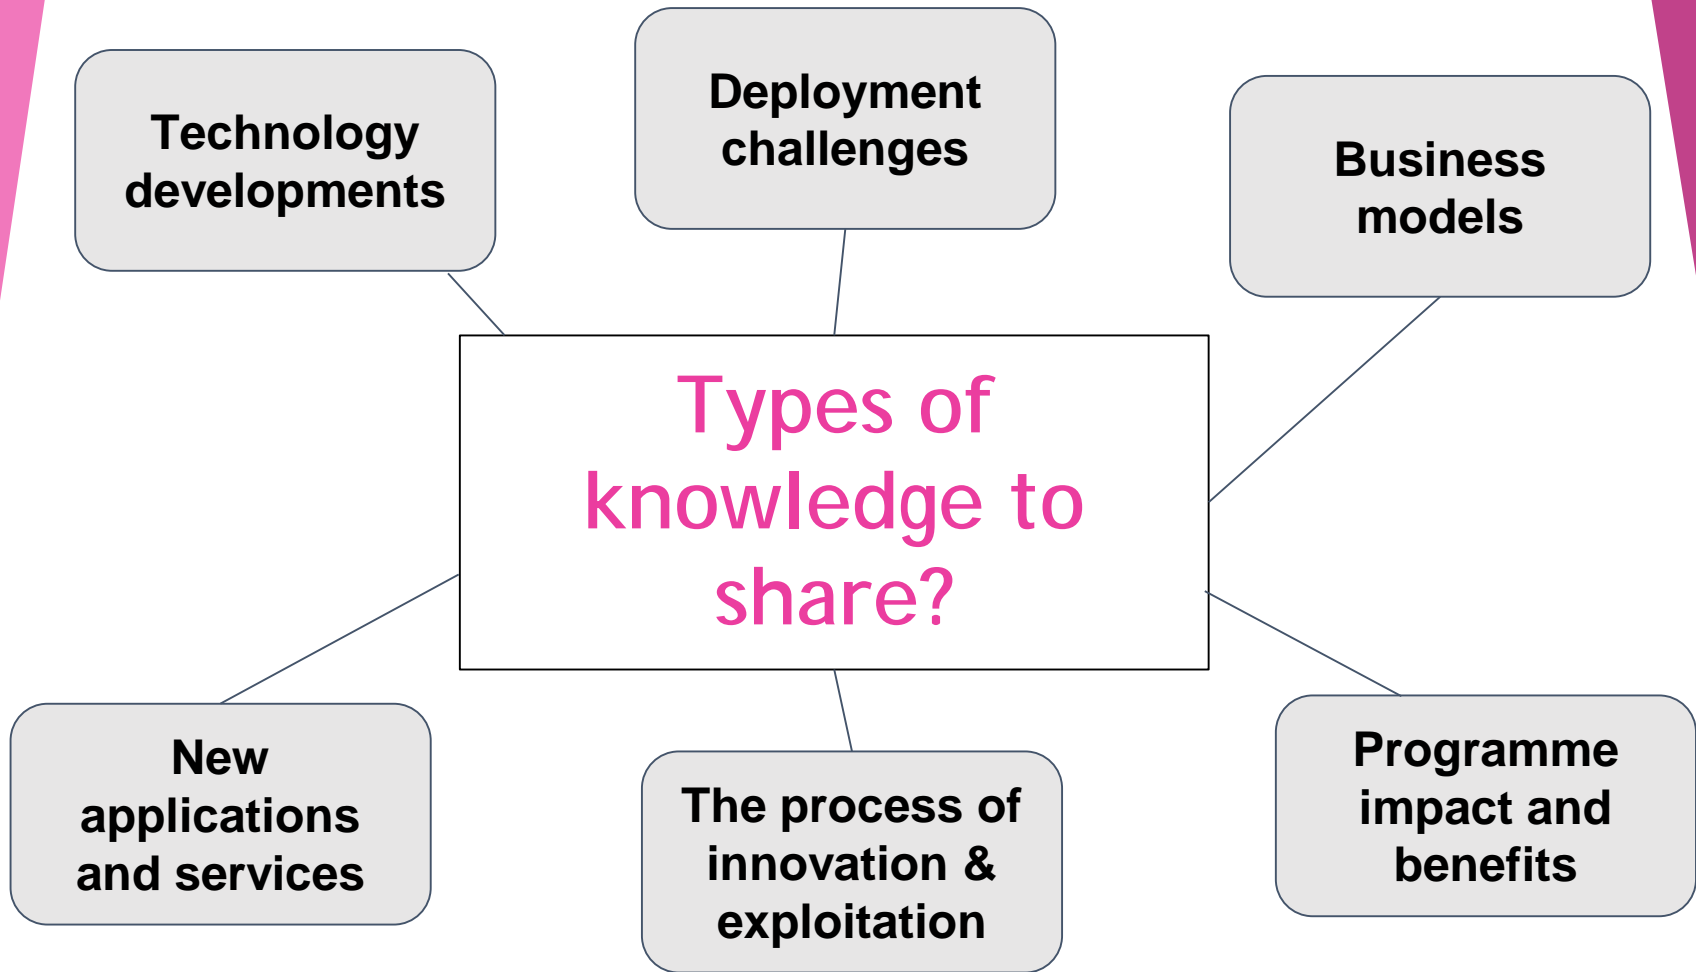 Technology
developments
Deployment
challenges
Business
models
Types of
knowledge to
share?
New
applications
and services
The process of
innovation &
exploitation
Programme
impact and
benefits